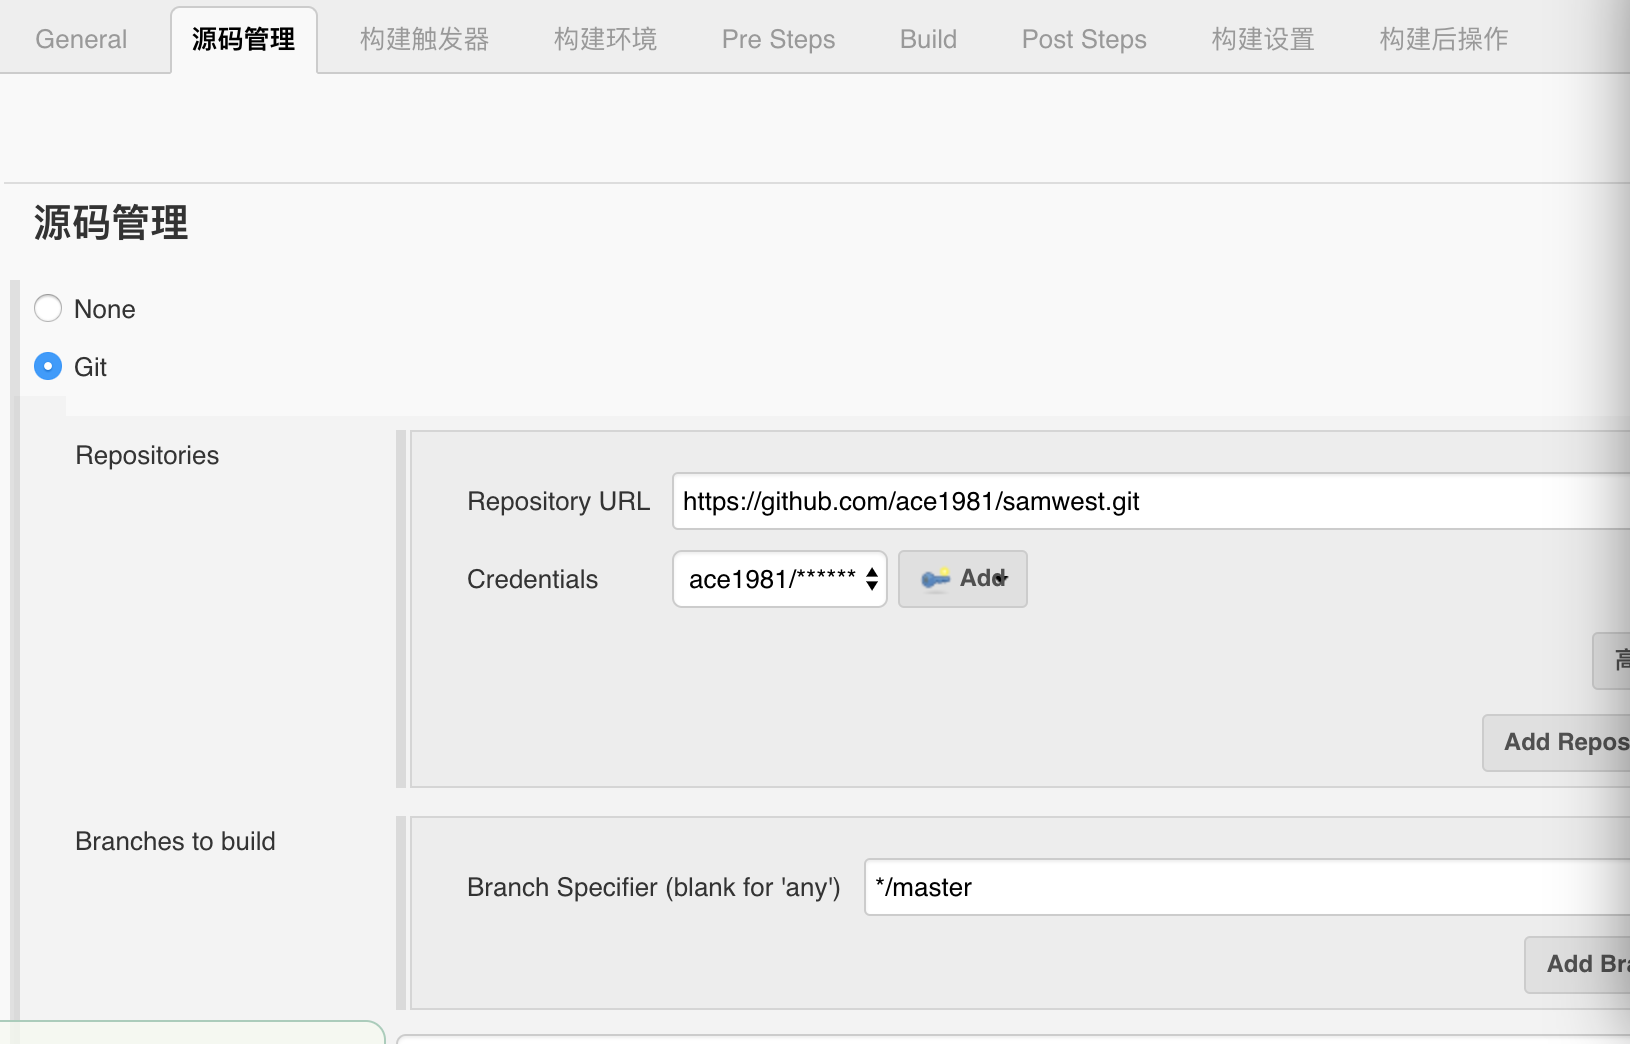 General 源码管理 构建触发器 构建环境 Pre Steps Build Post Steps 构建设置 构建后操作
源码管理
None
Git
Repositories
Repository URL https://github.com/ace1981/samwest.git
Credentials ace1981/****** Add
高
Add Repos
Branches to build
Branch Specifier (blank for 'any') */master
Add Bra